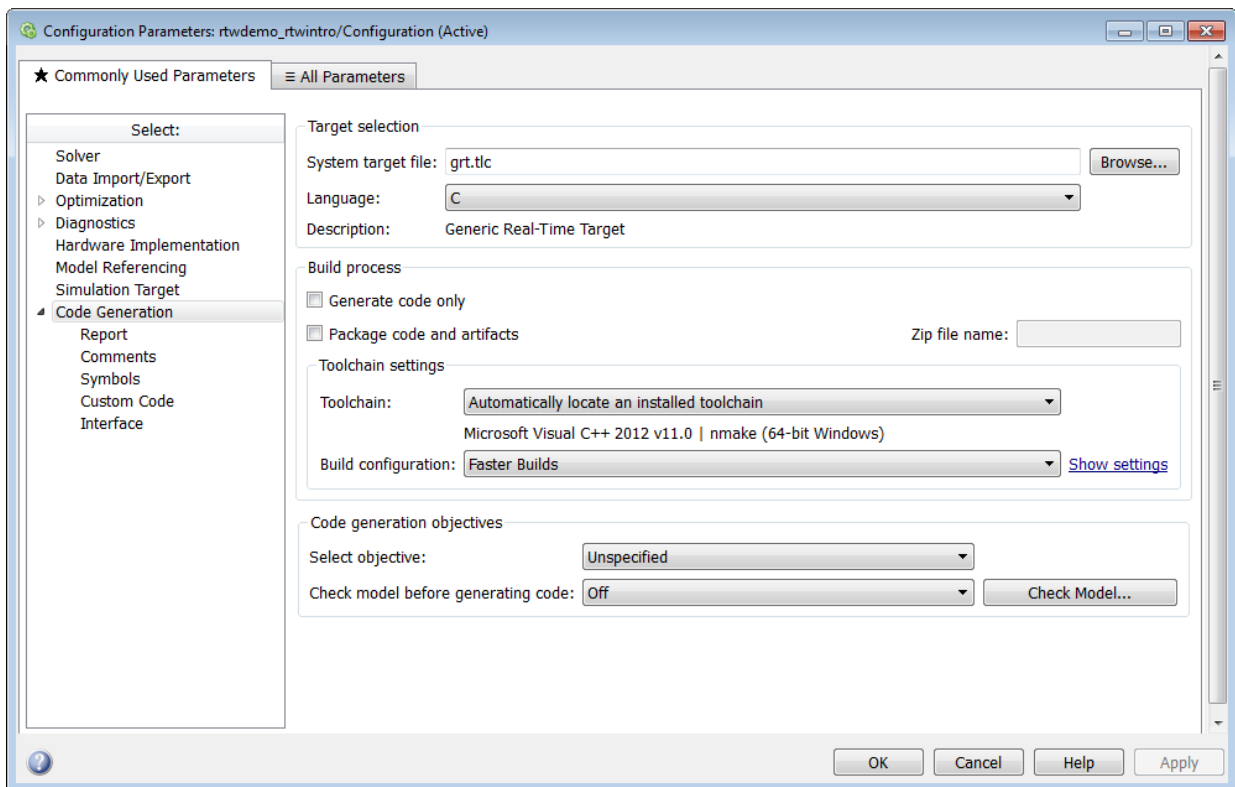 Configuration Parameters: rtwdemo_rtwintro/Configuration (Active)
★ Commonly Used Parameters
≡ All Parameters
Select:
Solver
Data Import/Export
Optimization
Diagnostics
Hardware Implementation
Model Referencing
Simulation Target
Code Generation
Report
Comments
Symbols
Custom Code
Interface
Target selection
System target file: grt.tlc Browse...
Language: C
Description: Generic Real-Time Target
Build process
Generate code only
Package code and artifacts Zip file name:
Toolchain settings
Toolchain: Automatically locate an installed toolchain
Microsoft Visual C++ 2012 v11.0 | nmake (64-bit Windows)
Build configuration: Faster Builds Show settings
Code generation objectives
Select objective: Unspecified
Check model before generating code: Off Check Model...
? OK Cancel Help Apply